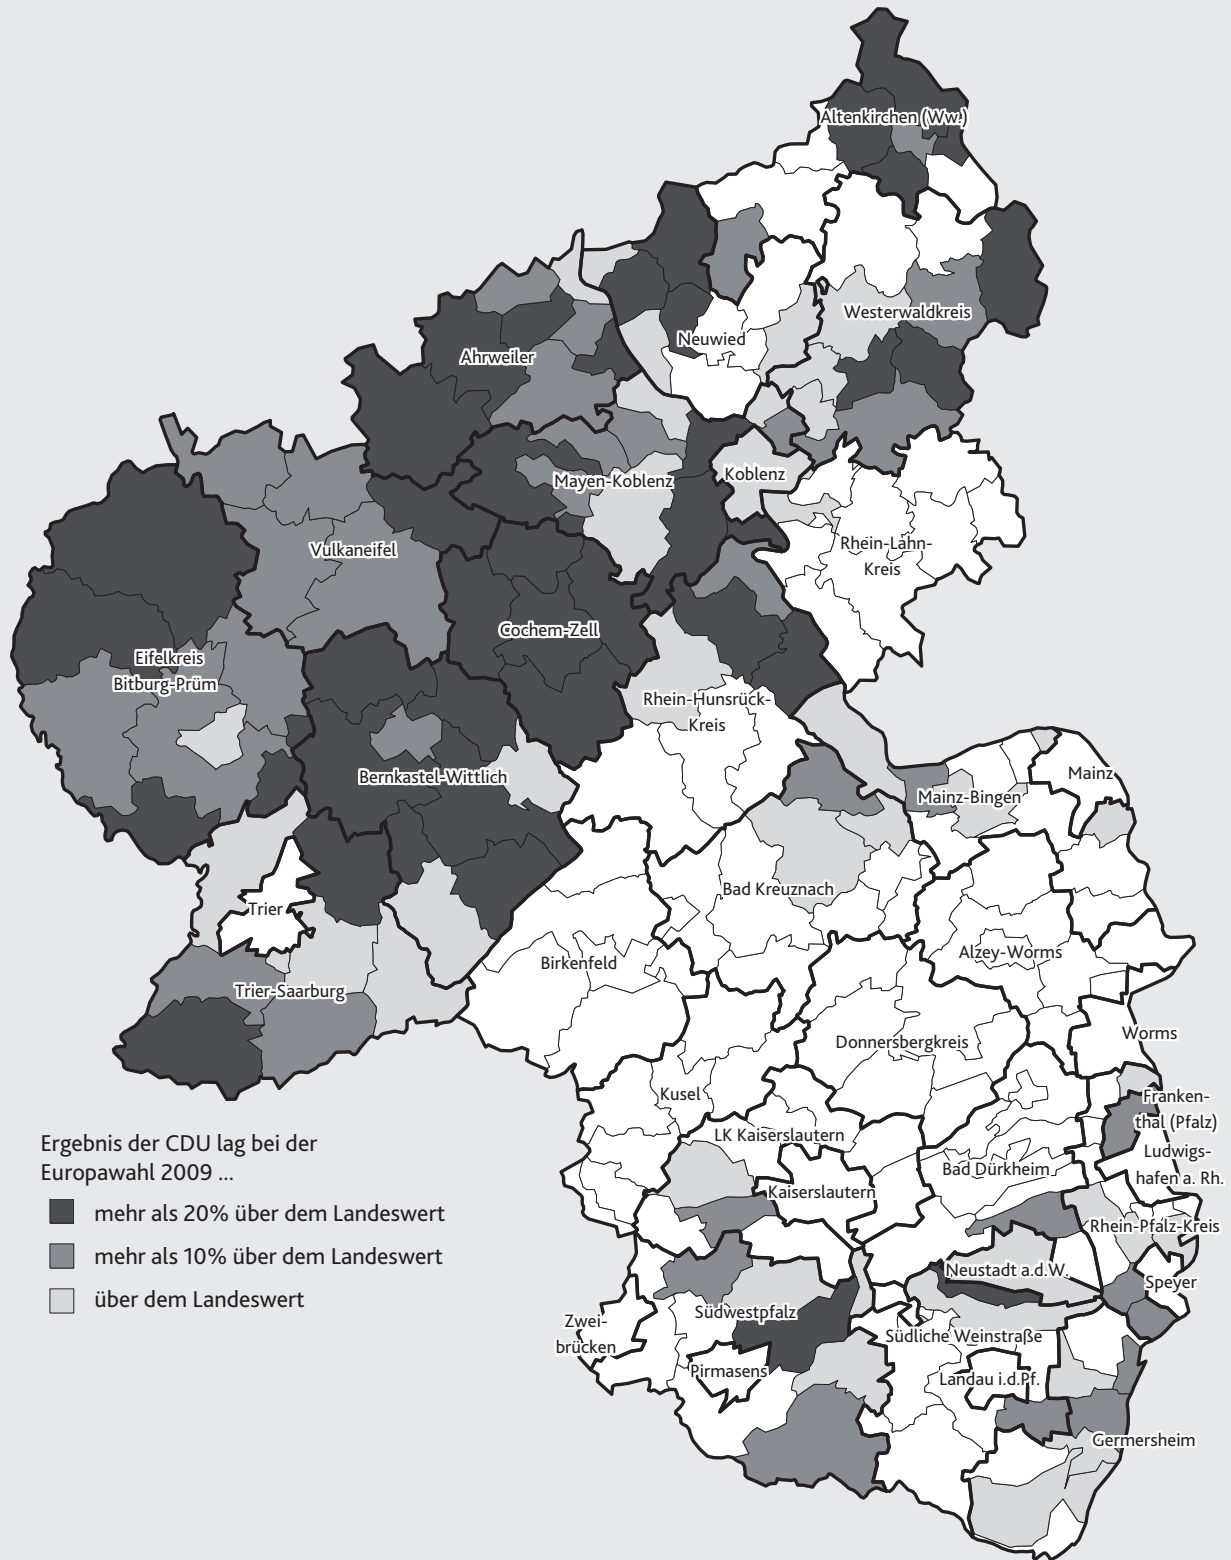 Altenkirchen (Ww.)
Westerwaldkreis
Neuwied
Ahrweiler
Koblenz
Mayen-Koblenz
Rhein-Lahn-
Kreis
Vulkaneifel
Cochem-Zell
Eifelkreis
Bitburg-Prüm
Rhein-Hunsrück-
Kreis
Bernkastel-Wittlich
Mainz
Mainz-Bingen
Bad Kreuznach
Trier
Alzey-Worms
Birkenfeld
Trier-Saarburg
Worms
Donnersbergkreis
Kusel
Franken-
thal (Pfalz)
LK Kaiserslautern
Ludwigs-
hafen a. Rh.
Bad Dürkheim
Kaiserslautern
Rhein-Pfalz-Kreis
Neustadt a.d.W.
Speyer
Südwestpfalz
Zwei-
brücken
Südliche Weinstraße
Pirmasens
Landau i.d.Pf.
Germersheim
Ergebnis der CDU lag bei der
Europawahl 2009 ...
mehr als 20% über dem Landeswert
mehr als 10% über dem Landeswert
über dem Landeswert